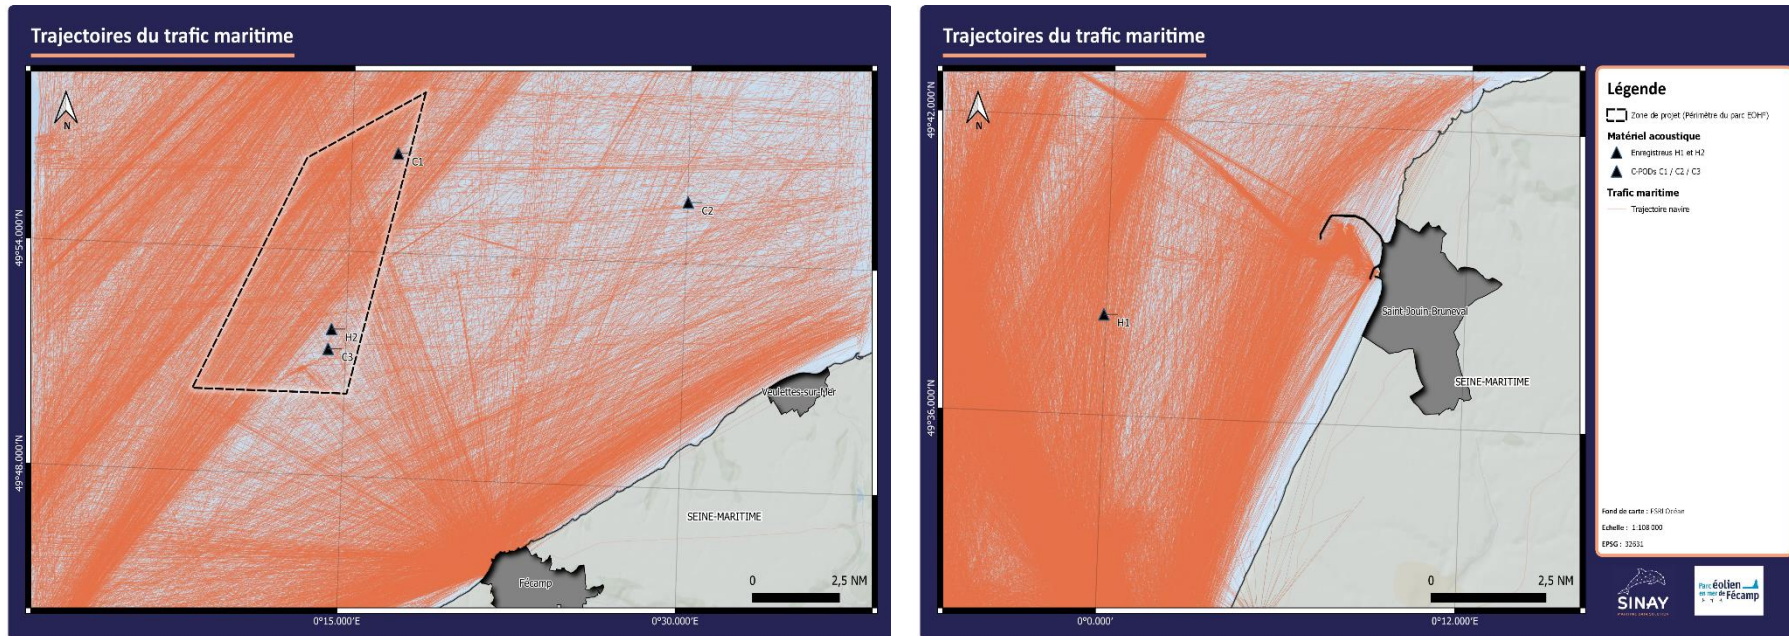 Trajectoires du trafic maritime
N
C1
C2
H2
C3
49°54.000'N
49°48.000'N
Veulettes-sur-Mer
SEINE-MARITIME
Fécamp
0 2,5 NM
0°15.000'E 0°30.000'E
Trajectoires du trafic maritime
N
49°42.000'N
49°36.000'N
H1
Saint-Jouin-Bruneval
SEINE-MARITIME
0 2,5 NM
0°0.000' 0°12.000'E
Légende
Zone de projet (Périmètre du parc EOHF)
Matériel acoustique
Enregistreus H1 et H2
C-PODs C1 / C2 / C3
Trafic maritime
Trajectoire navire
Fond de carte : ESRI Océan
Echelle : 1:108 000
EPSG : 32631
SINAY
Parc éolien
en mer de Fécamp